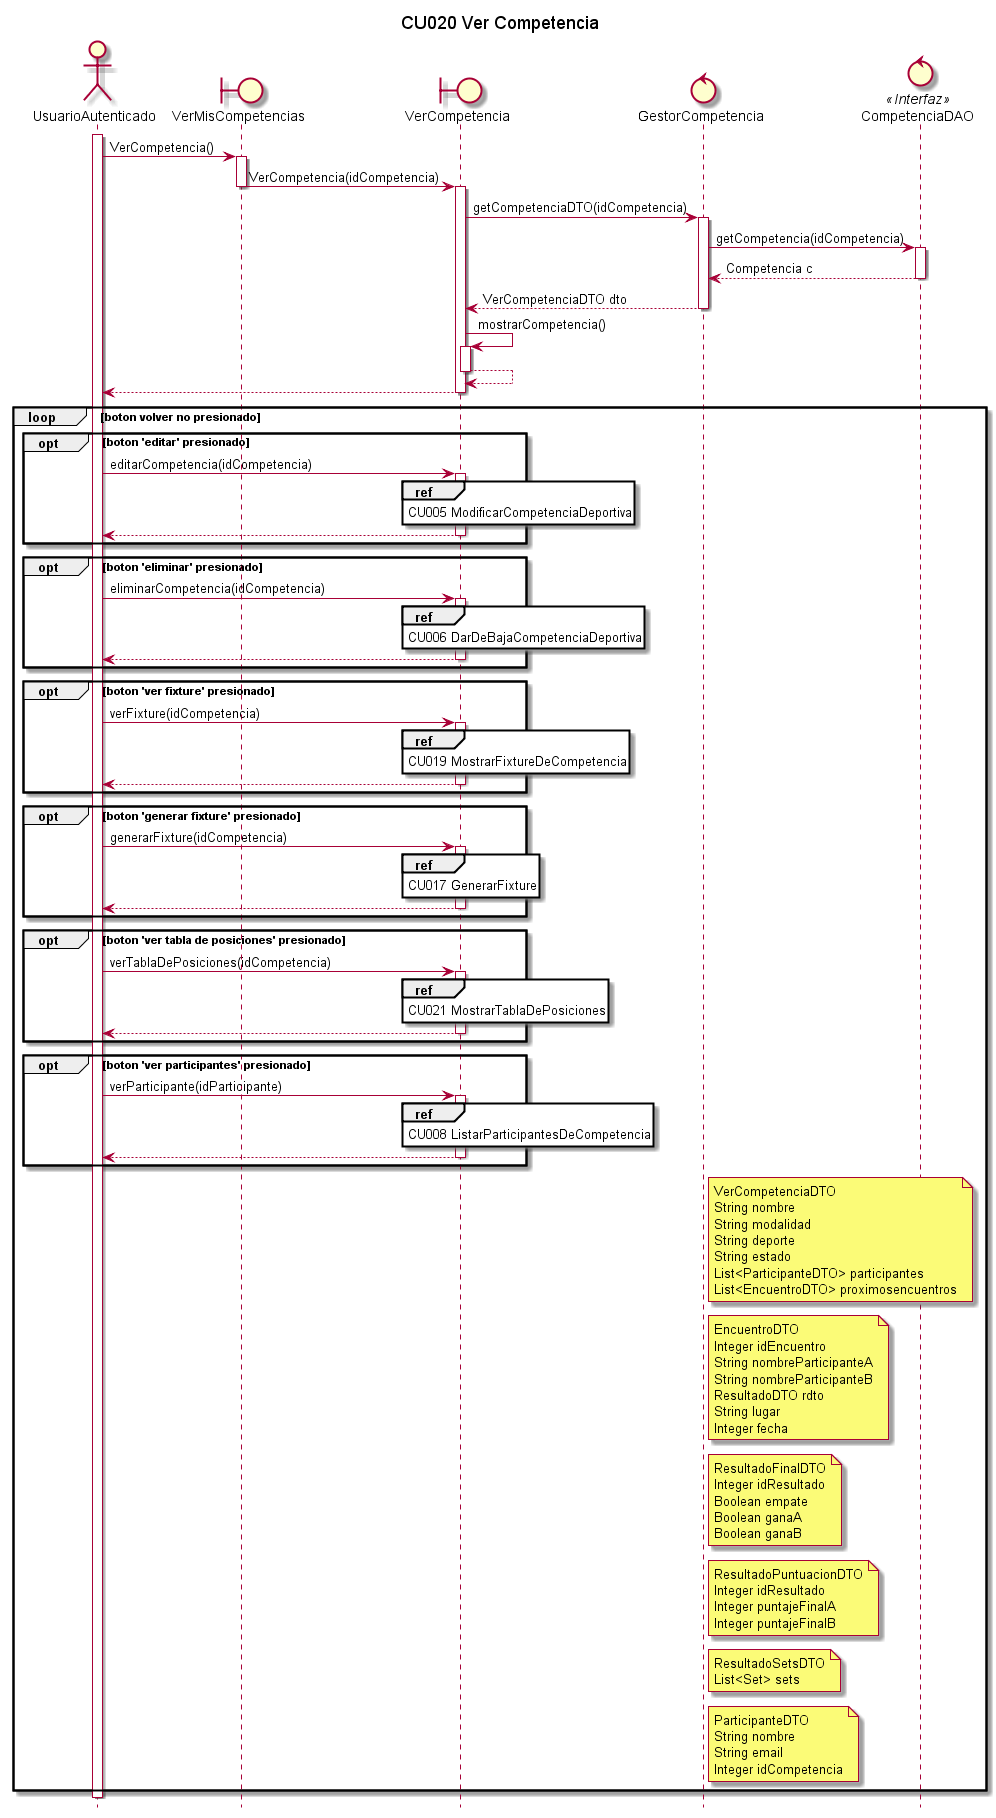 CU020 Ver Competencia
UsuarioAutenticado
VerMisCompetencias
VerCompetencia
GestorCompetencia
«Interfaz»
CompetenciaDAO
VerCompetencia()
VerCompetencia(idCompetencia)
getCompetenciaDTO(idCompetencia)
getCompetencia(idCompetencia)
Competencia c
VerCompetenciaDTO dto
mostrarCompetencia()
loop [boton volver no presionado]
opt [boton 'editar' presionado]
editarCompetencia(idCompetencia)
ref
CU005 ModificarCompetenciaDeportiva
opt [boton 'eliminar' presionado]
eliminarCompetencia(idCompetencia)
ref
CU006 DarDeBajaCompetenciaDeportiva
opt [boton 'ver fixture' presionado]
verFixture(idCompetencia)
ref
CU019 MostrarFixtureDeCompetencia
opt [boton 'generar fixture' presionado]
generarFixture(idCompetencia)
ref
CU017 GenerarFixture
opt [boton 'ver tabla de posiciones' presionado]
verTablaDePosiciones(idCompetencia)
ref
CU021 MostrarTablaDePosiciones
opt [boton 'ver participantes' presionado]
verParticipante(idParticipante)
ref
CU008 ListarParticipantesDeCompetencia
VerCompetenciaDTO
String nombre
String modalidad
String deporte
String estado
List<ParticipanteDTO> participantes
List<EncuentroDTO> proximosencuentros
EncuentroDTO
Integer idEncuentro
String nombreParticipanteA
String nombreParticipanteB
ResultadoDTO rdto
String lugar
Integer fecha
ResultadoFinalDTO
Integer idResultado
Boolean empate
Boolean ganaA
Boolean ganaB
ResultadoPuntuacionDTO
Integer idResultado
Integer puntajeFinalA
Integer puntajeFinalB
ResultadoSetsDTO
List<Set> sets
ParticipanteDTO
String nombre
String email
Integer idCompetencia